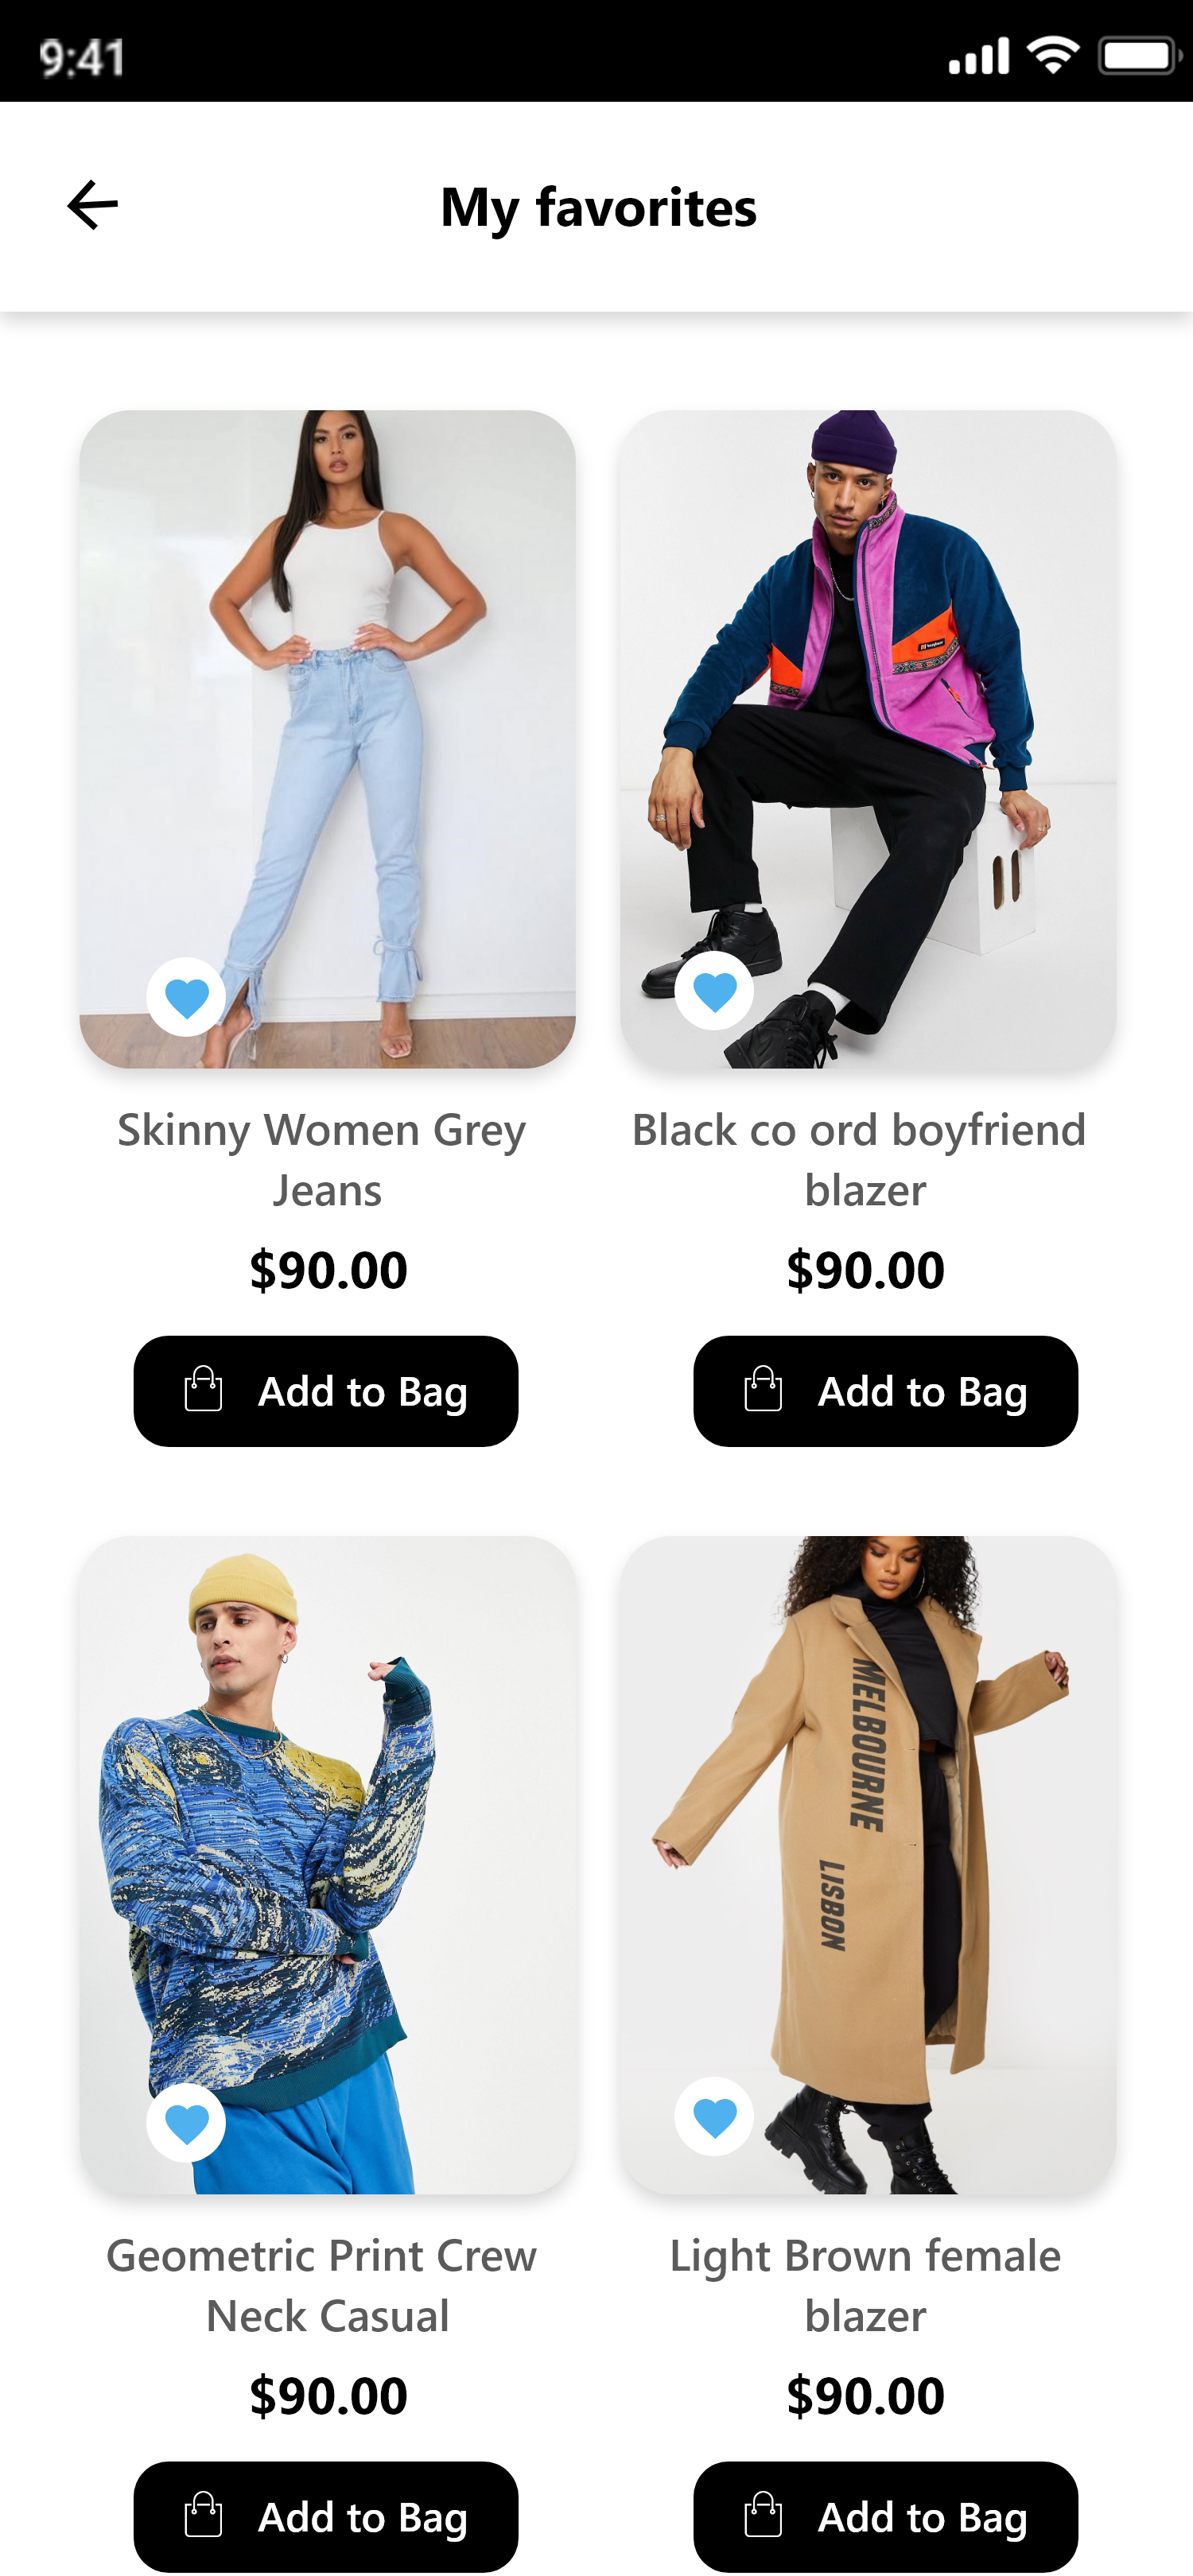 9:41
My favorites
Skinny Women Grey
Jeans
$90.00
Add to Bag
Black co ord boyfriend
blazer
$90.00
Add to Bag
MELBOURNE
LISBON
Geometric Print Crew
Neck Casual
$90.00
Add to Bag
Light Brown female
blazer
$90.00
Add to Bag